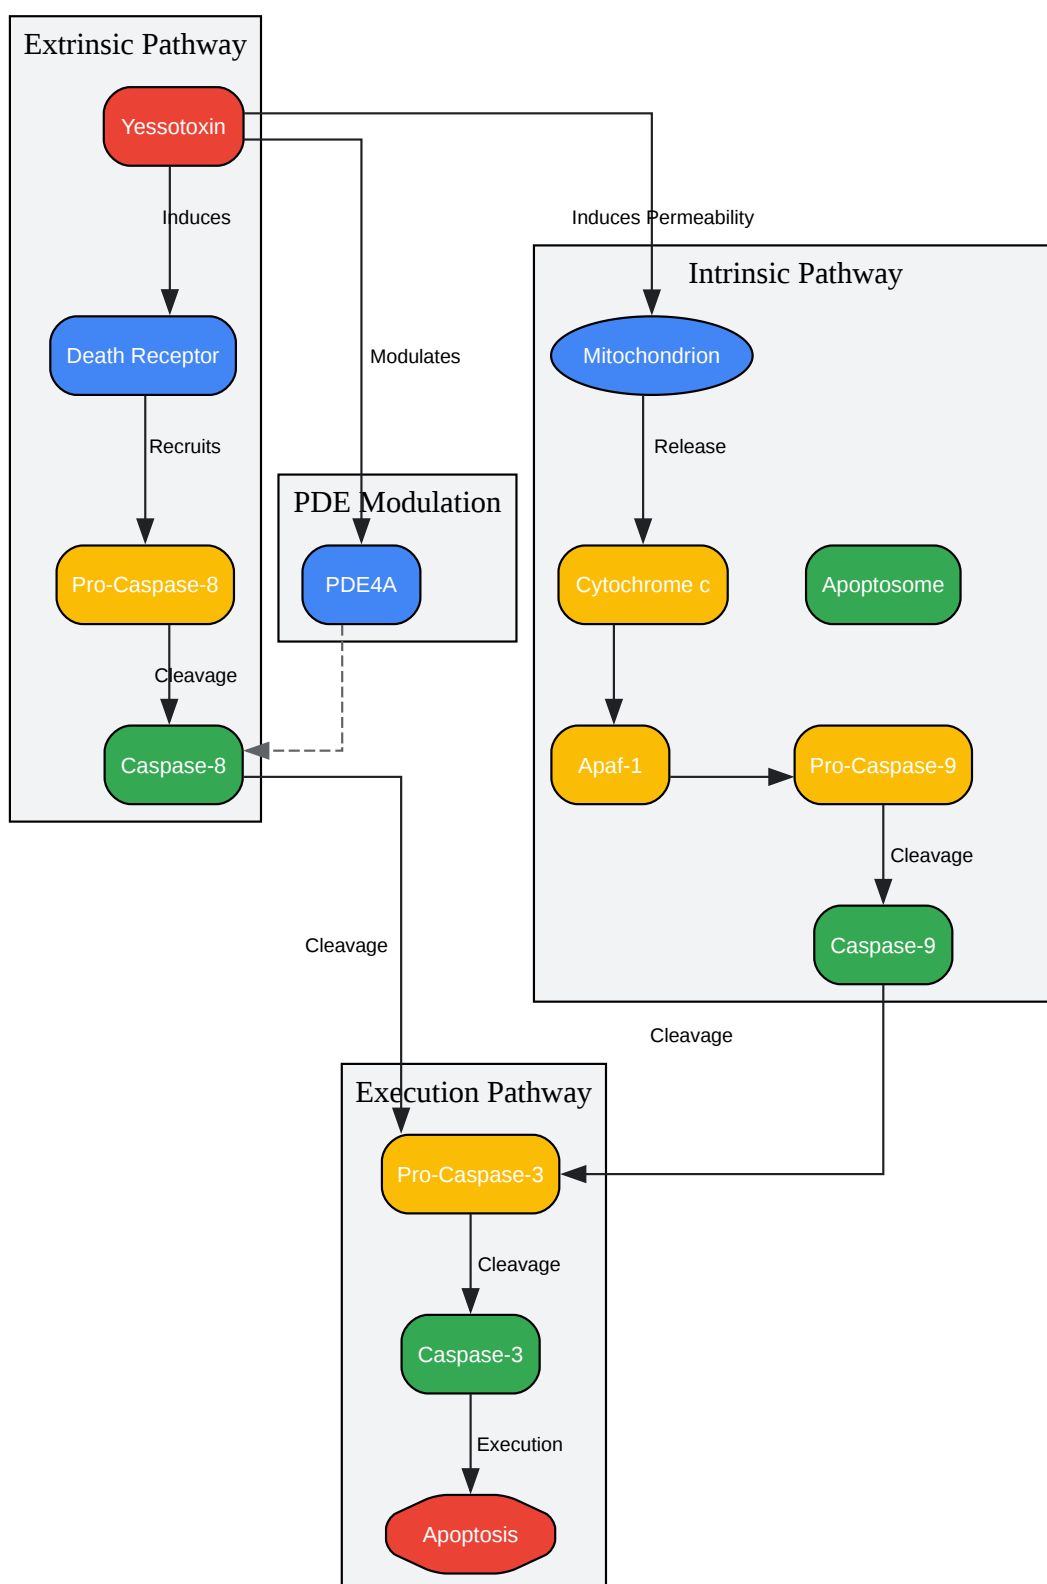 Extrinsic Pathway
Yessotoxin
Induces
Induces Permeability
Intrinsic Pathway
Death Receptor
Modulates
Mitochondrion
Recruits
Release
PDE Modulation
Pro-Caspase-8
PDE4A
Cytochrome c
Apoptosome
Cleavage
Caspase-8
Apaf-1
Pro-Caspase-9
Cleavage
Cleavage
Caspase-9
Cleavage
Execution Pathway
Pro-Caspase-3
Cleavage
Caspase-3
Execution
Apoptosis